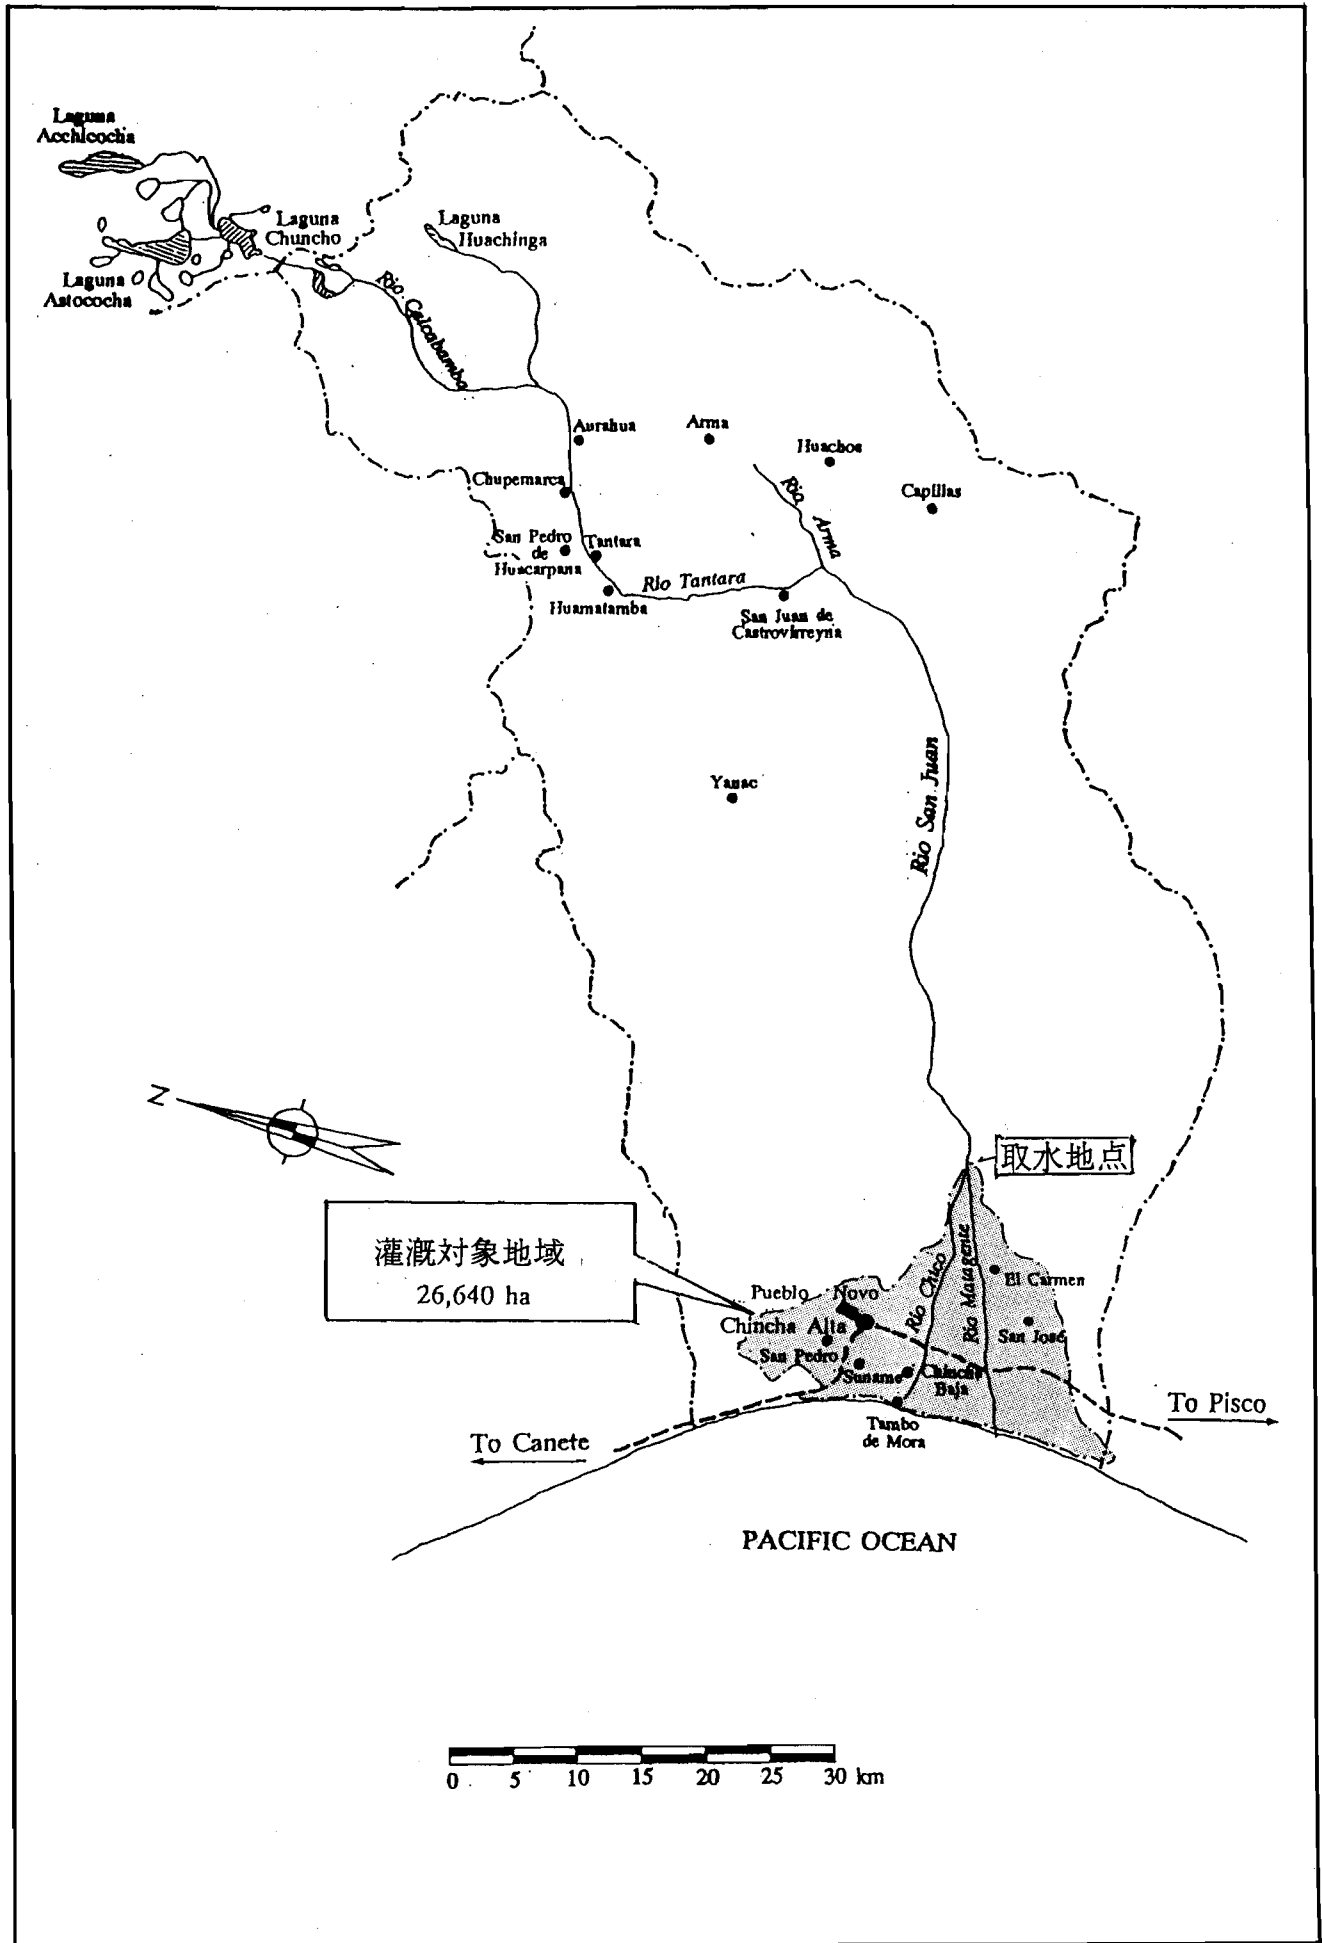 Laguna
Acchicocha
Laguna
Chuncho
Laguna
Huachinga
Laguna
Astococha
Rio Caicabamba
Aurahua
Arma
Huachos
Chupemarca
Rio Arma
Capillas
San Pedro
de
Huacarpana
Tantara
Rio Tantara
Huamatamba
San Juan de
Castrovirreyna
Rio San Juan
Yanac
N
取水地点
灌漑対象地域
26,640 ha
Rio Chico
Rio Matagente
El Carmen
Pueblo Novo
Chincha Alta
San José
San Pedro
Suname
Chincha
Baja
To Pisco
Tambo
de Mora
To Canete
PACIFIC OCEAN
0 5 10 15 20 25 30 km